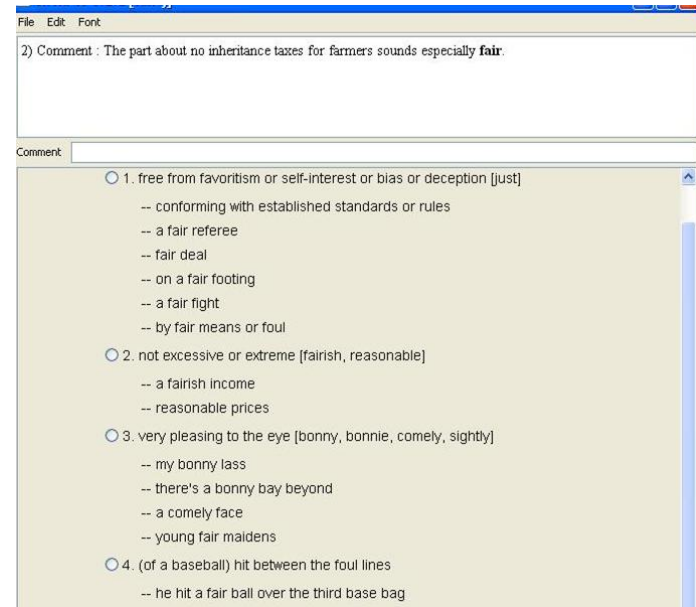 File Edit Font
2) Comment : The part about no inheritance taxes for farmers sounds especially fair.
Comment
1. free from favoritism or self-interest or bias or deception [just]
-- conforming with established standards or rules
-- a fair referee
-- fair deal
-- on a fair footing
-- a fair fight
-- by fair means or foul
2. not excessive or extreme [fairish, reasonable]
-- a fairish income
-- reasonable prices
3. very pleasing to the eye [bonny, bonnie, comely, sightly]
-- my bonny lass
-- there's a bonny bay beyond
-- a comely face
-- young fair maidens
4. (of a baseball) hit between the foul lines
-- he hit a fair ball over the third base bag